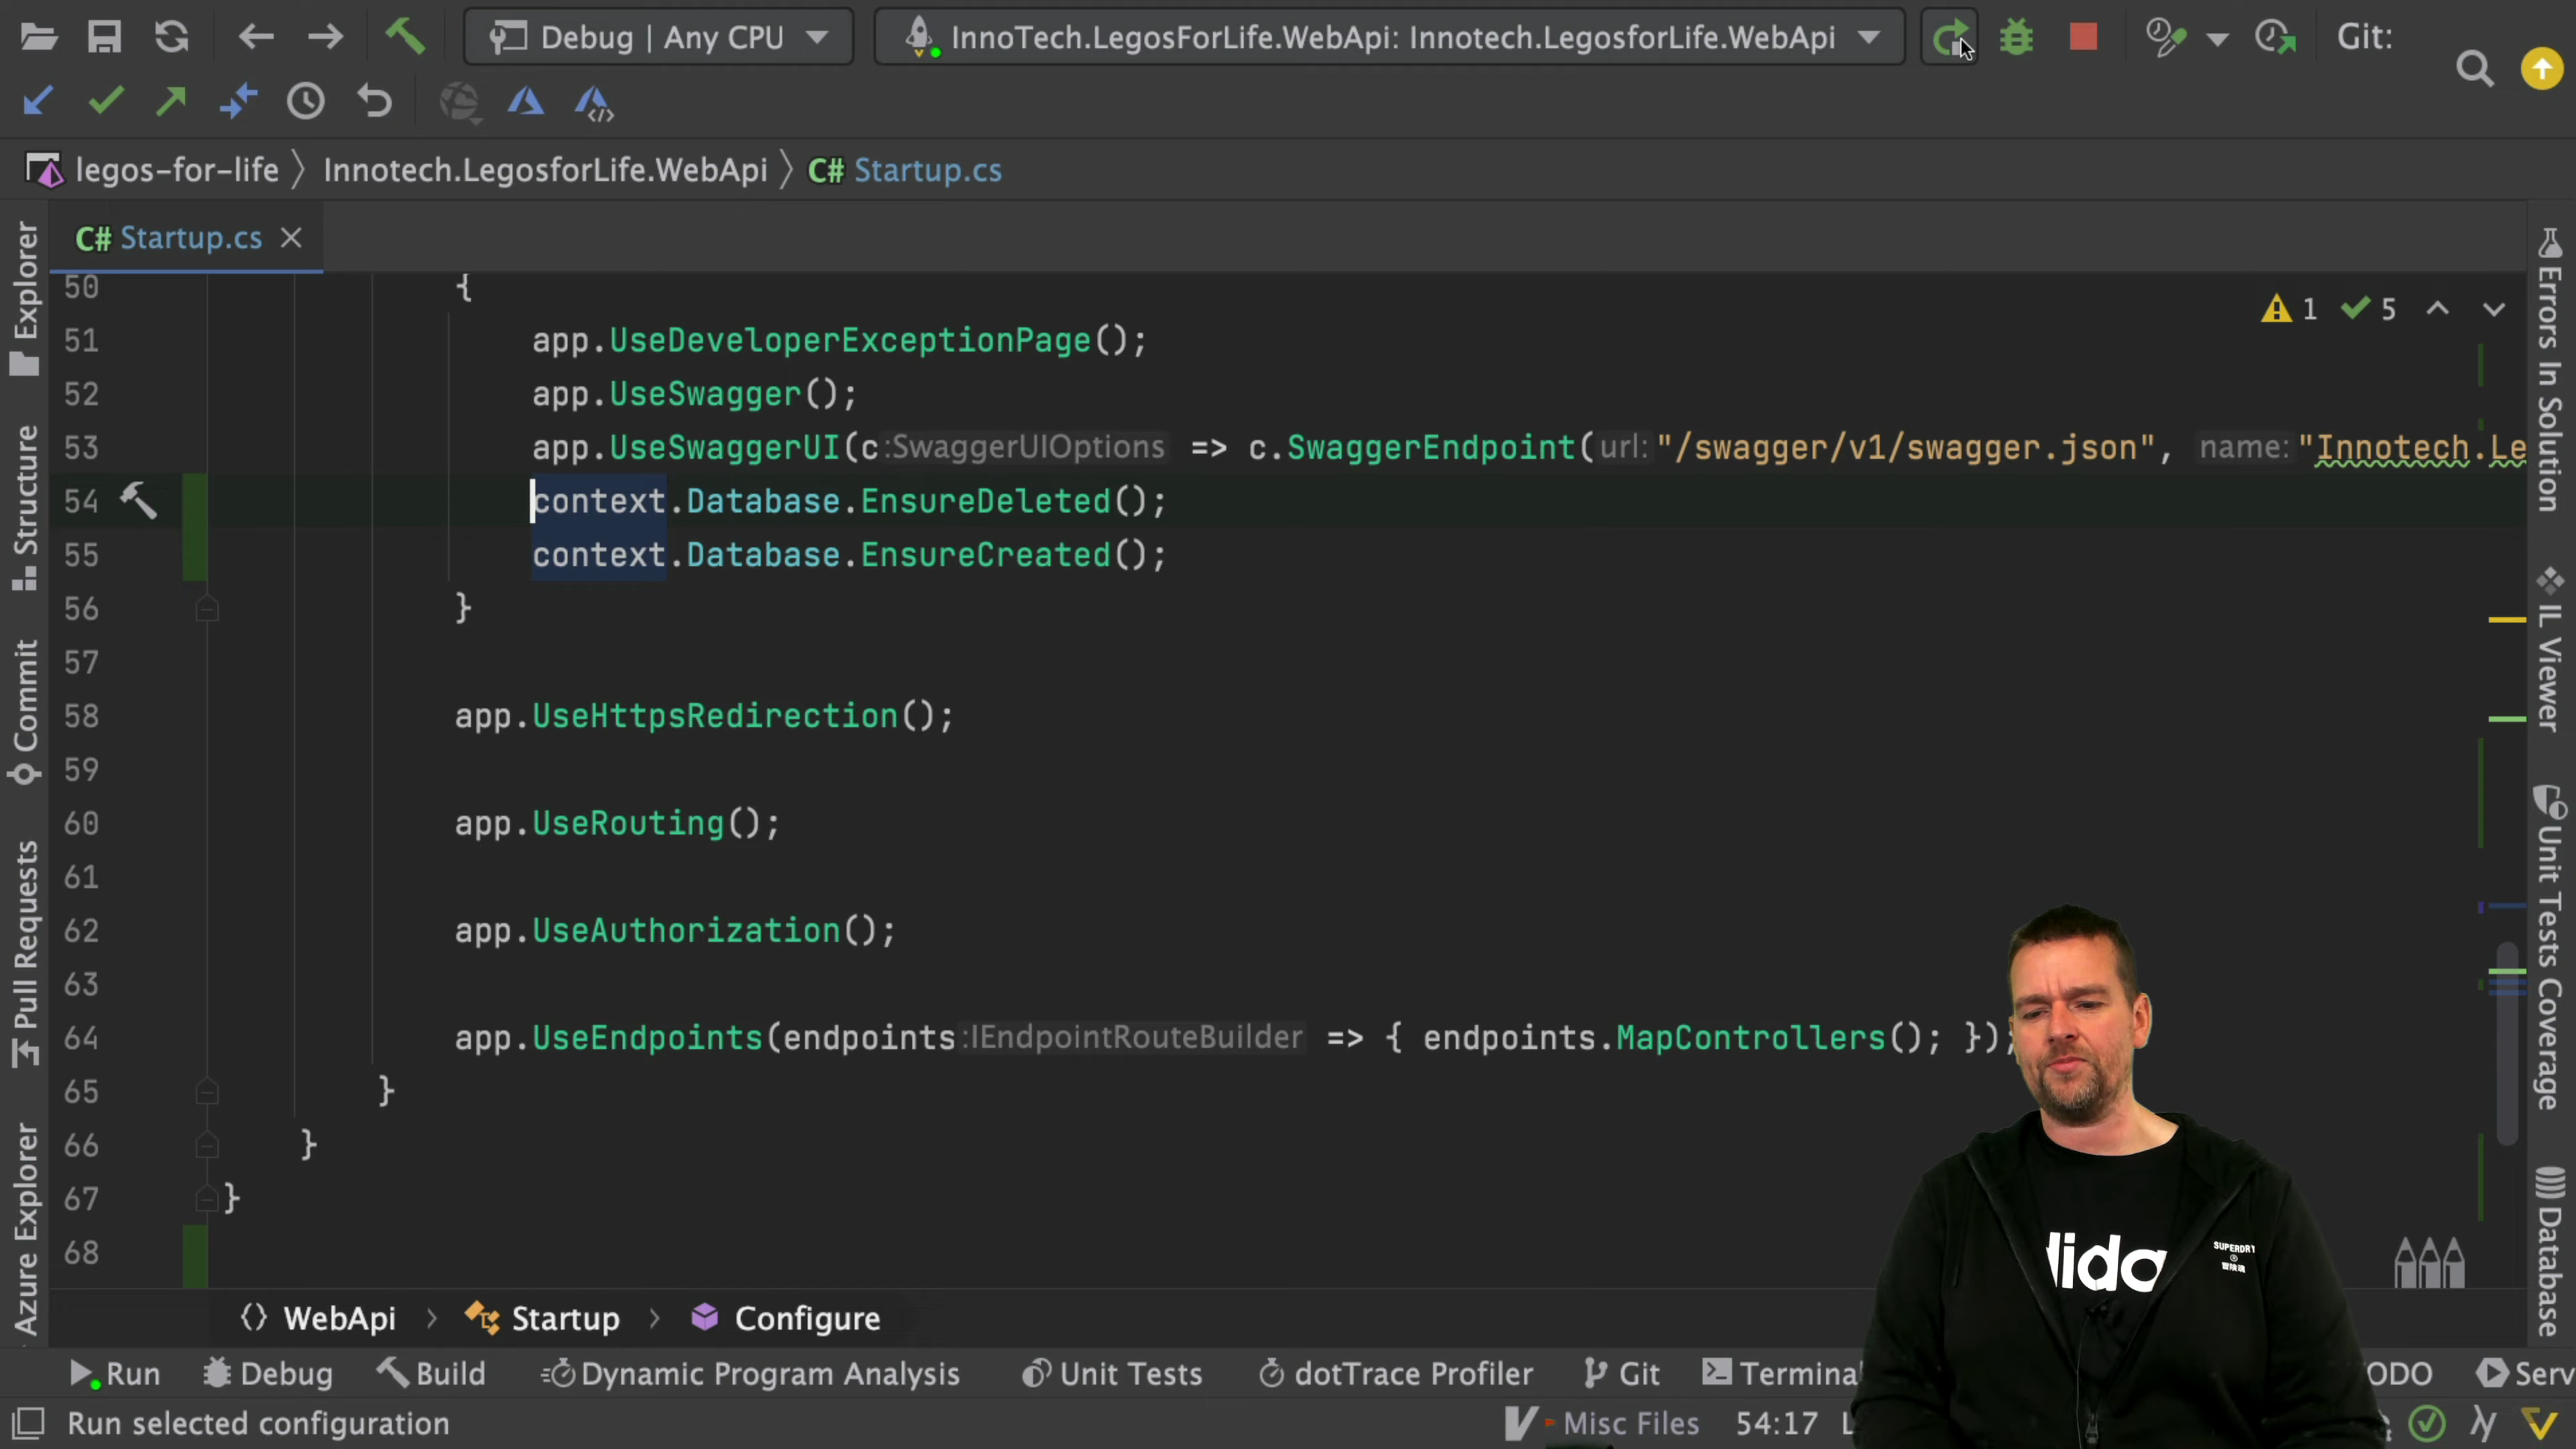 Debug | Any CPU
InnoTech.LegosForLife.WebApi: Innotech.LegosforLife.WebApi
Git:
legos-for-life 〉 Innotech.LegosforLife.WebApi 〉 C# Startup.cs
C# Startup.cs
Explorer
Structure
Commit
Pull Requests
Azure Explorer
50 {
51 app.UseDeveloperExceptionPage();
52 app.UseSwagger();
53 app.UseSwaggerUI(c :SwaggerUIOptions => c.SwaggerEndpoint( url: "/swagger/v1/swagger.json", name: "Innotech.Le
54 context.Database.EnsureDeleted();
55 context.Database.EnsureCreated();
56 }
57
58 app.UseHttpsRedirection();
59
60 app.UseRouting();
61
62 app.UseAuthorization();
63
64 app.UseEndpoints(endpoints :IEndpointRouteBuilder => { endpoints.MapControllers(); });
65 }
66 }
67 }
68
1 5
Errors In Solution
IL Viewer
Unit Tests Coverage
Database
lida
SUPERDRY
{} WebApi 〉 Startup 〉 Configure
Run Debug Build Dynamic Program Analysis Unit Tests dotTrace Profiler Git Terminal ODO Serv
Run selected configuration
Misc Files 54:17